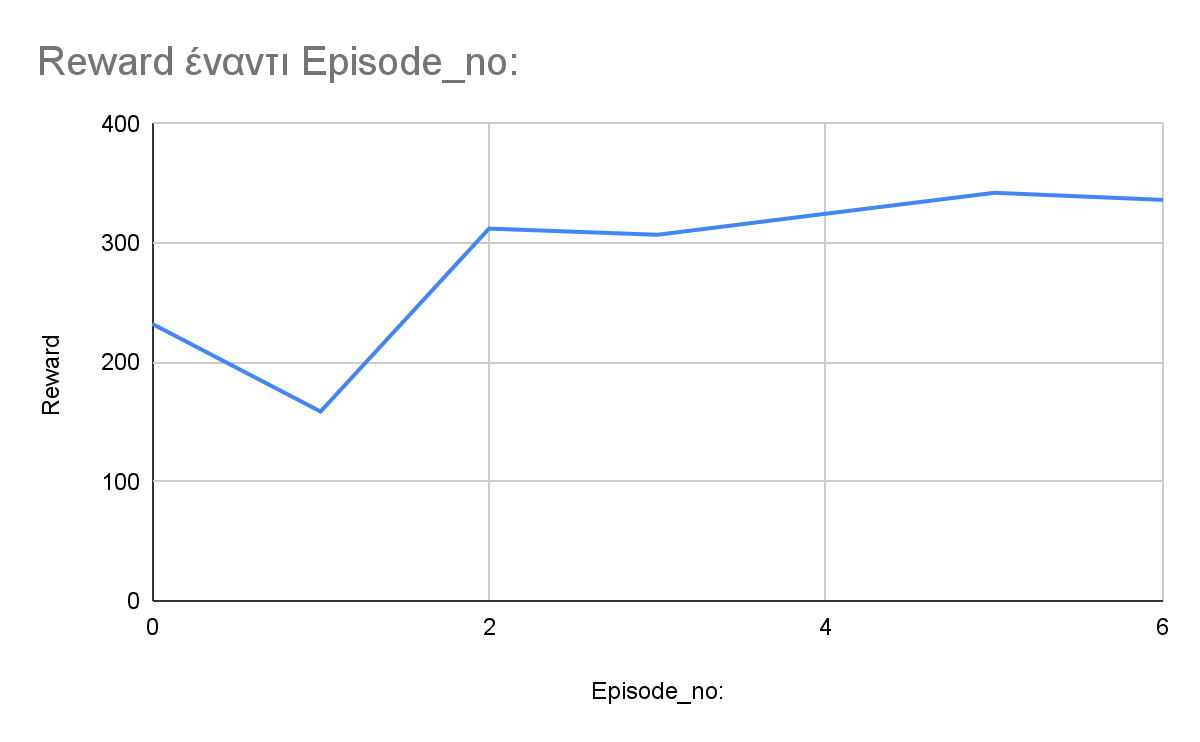 Reward έναντι Episode_no:
400
300
200
100
0
Reward
0 2 4 6
Episode_no: